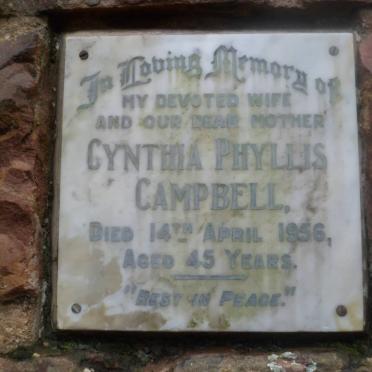 In Loving Memory of
MY DEVOTED WIFE
AND OUR DEAR MOTHER
CYNTHIA PHYLLIS
CAMPBELL,
DIED 14TH APRIL 1956,
AGED 45 YEARS.
"REST IN PEACE."